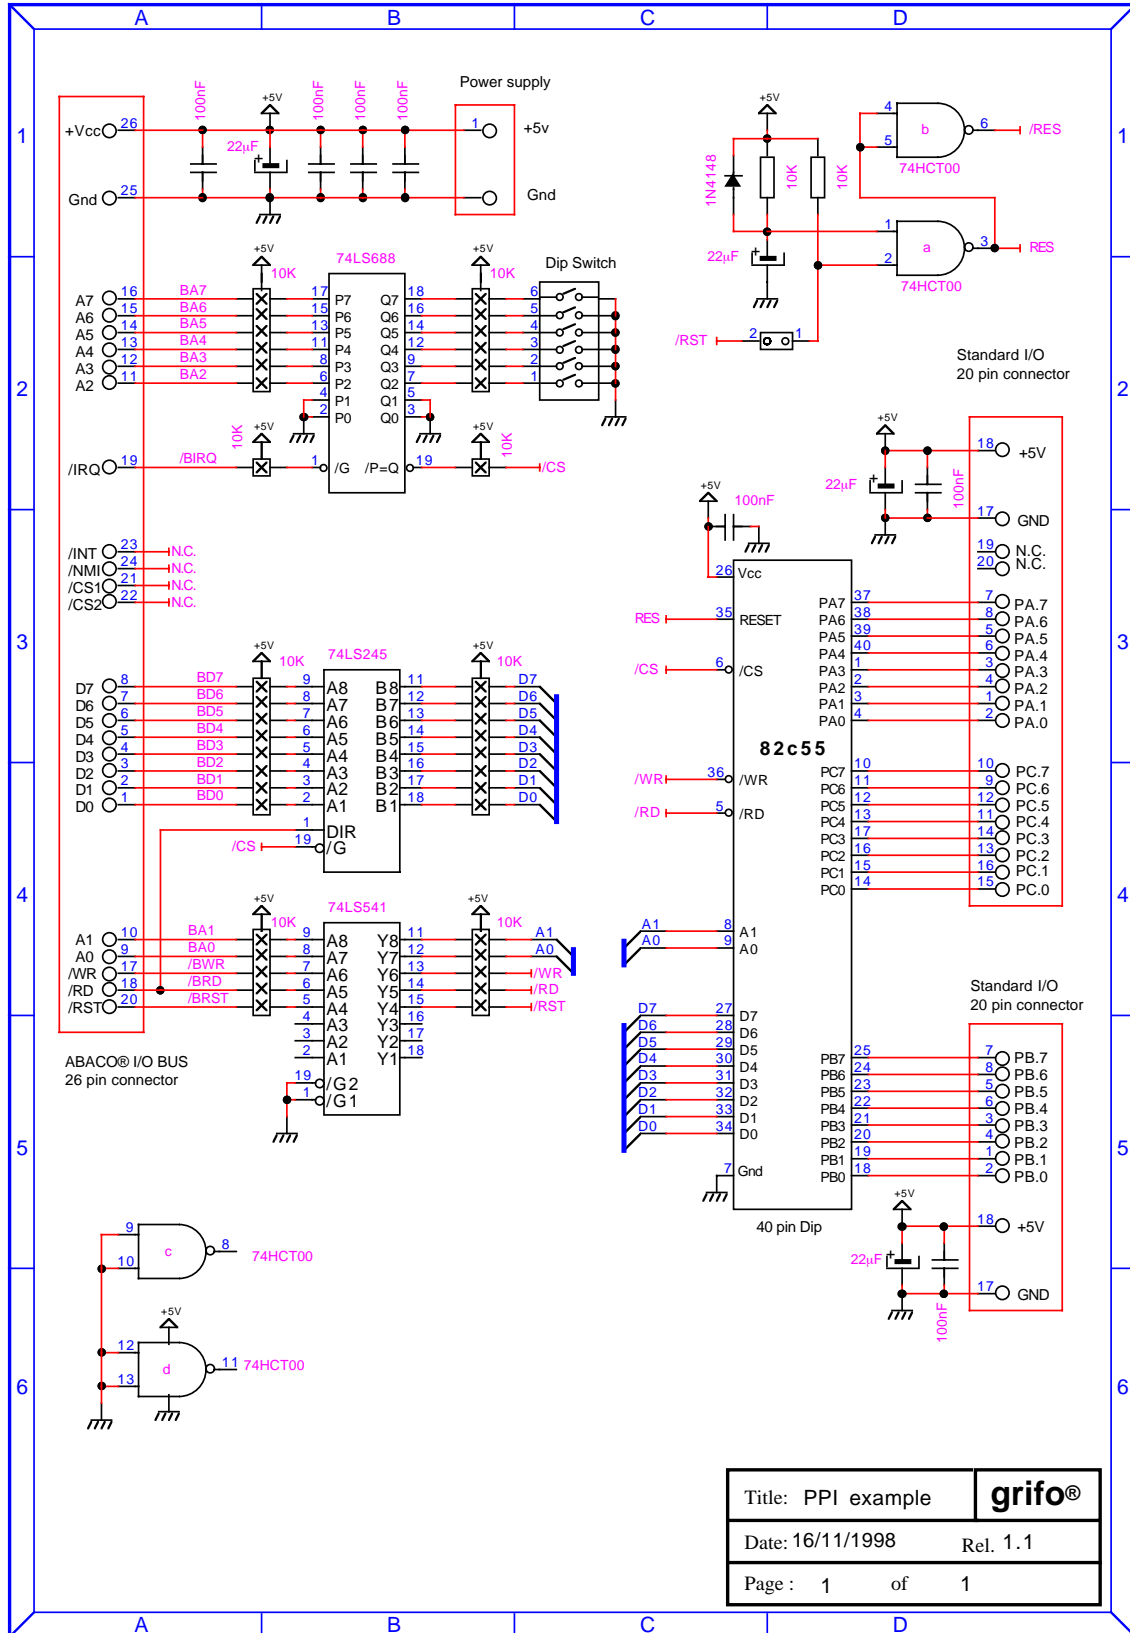 A B C D
Power supply
100nF
+5V
100nF
100nF
100nF
+Vcc 26
22µF
1 +5v
Gnd 25
Gnd
+5V
1N4148
10K
10K
22µF
4
5
b
6 /RES
74HCT00
1
2
a
3 RES
74HCT00
/RST 2 1
1 1
+5V 10K 74LS688 +5V 10K Dip Switch
A7 16 BA7 17 P7 Q7 18 6
A6 15 BA6 15 P6 Q6 16 5
A5 14 BA5 13 P5 Q5 14 4
A4 13 BA4 11 P4 Q4 12 3
A3 12 BA3 8 P3 Q3 9 2
A2 11 BA2 6 P2 Q2 7 1
4 P1 Q1 5
2 P0 Q0 3
+5V 10K +5V 10K
/IRQ 19 /BIRQ 1 /G /P=Q 19 /CS
2 2
Standard I/O
20 pin connector
+5V
18 +5V
22µF
100nF
17 GND
19 N.C.
20 N.C.
/INT 23 N.C.
/NMI 24 N.C.
/CS1 21 N.C.
/CS2 22 N.C.
+5V
100nF
26 Vcc
RES 35 RESET
/CS 6 /CS
PA7 37 7 PA.7
PA6 38 8 PA.6
PA5 39 5 PA.5
PA4 40 6 PA.4
PA3 1 3 PA.3
PA2 2 4 PA.2
PA1 3 1 PA.1
PA0 4 2 PA.0
3 3
+5V 10K 74LS245 +5V 10K
D7 8 BD7 9 A8 B8 11 D7
D6 7 BD6 8 A7 B7 12 D6
D5 6 BD5 7 A6 B6 13 D5
D4 5 BD4 6 A5 B5 14 D4
D3 4 BD3 5 A4 B4 15 D3
D2 3 BD2 4 A3 B3 16 D2
D1 2 BD1 3 A2 B2 17 D1
D0 1 BD0 2 A1 B1 18 D0
1 DIR
/CS 19 /G
82c55
/WR 36 /WR
/RD 5 /RD
PC7 10 10 PC.7
PC6 11 9 PC.6
PC5 12 12 PC.5
PC4 13 11 PC.4
PC3 17 14 PC.3
PC2 16 13 PC.2
PC1 15 16 PC.1
PC0 14 15 PC.0
4 4
+5V 10K 74LS541 +5V 10K
A1 10 BA1 9 A8 Y8 11 A1
A0 9 BA0 8 A7 Y7 12 A0
/WR 17 /BWR 7 A6 Y6 13 /WR
/RD 18 /BRD 6 A5 Y5 14 /RD
/RST 20 /BRST 5 A4 Y4 15 /RST
4 A3 Y3 16
3 A2 Y2 17
2 A1 Y1 18
19 /G2
1 /G1
ABACO® I/O BUS
26 pin connector
A1 8 A1
A0 9 A0
D7 27 D7
D6 28 D6
D5 29 D5
D4 30 D4
D3 31 D3
D2 32 D2
D1 33 D1
D0 34 D0
7 Gnd
40 pin Dip
Standard I/O
20 pin connector
PB7 25 7 PB.7
PB6 24 8 PB.6
PB5 23 5 PB.5
PB4 22 6 PB.4
PB3 21 3 PB.3
PB2 20 4 PB.2
PB1 19 1 PB.1
PB0 18 2 PB.0
+5V
18 +5V
22µF
100nF
17 GND
5 5
9
10
c
8 74HCT00
+5V
12
13
d
11 74HCT00
6 6
Title: PPI example grifo®
Date: 16/11/1998 Rel. 1.1
Page : 1 of 1
A B C D